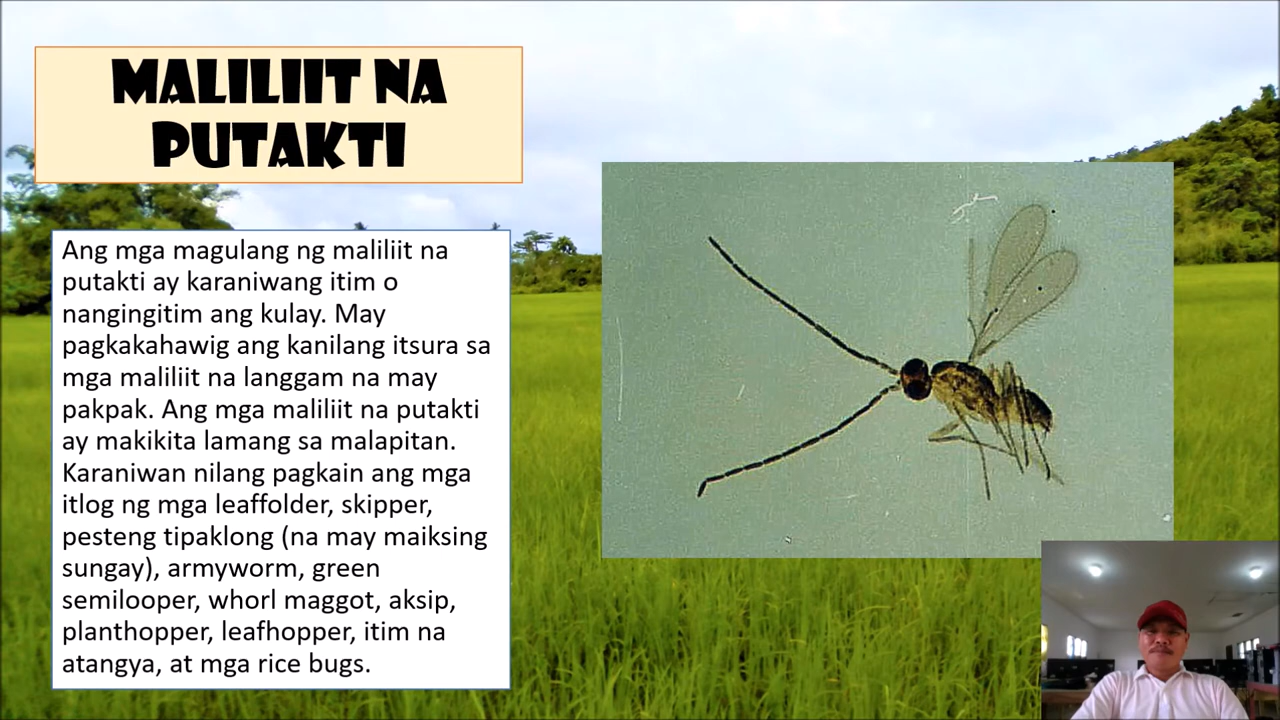 MALILIIT NA
PUTAKTI
Ang mga magulang ng maliliit na
putakti ay karaniwang itim o
nangingitim ang kulay. May
pagkakahawig ang kanilang itsura sa
mga maliliit na langgam na may
pakpak. Ang mga maliliit na putakti
ay makikita lamang sa malapitan.
Karaniwan nilang pagkain ang mga
itlog ng mga leaffolder, skipper,
pesteng tipaklong (na may maiksing
sungay), armyworm, green
semilooper, whorl maggot, aksip,
planthopper, leafhopper, itim na
atangya, at mga rice bugs.